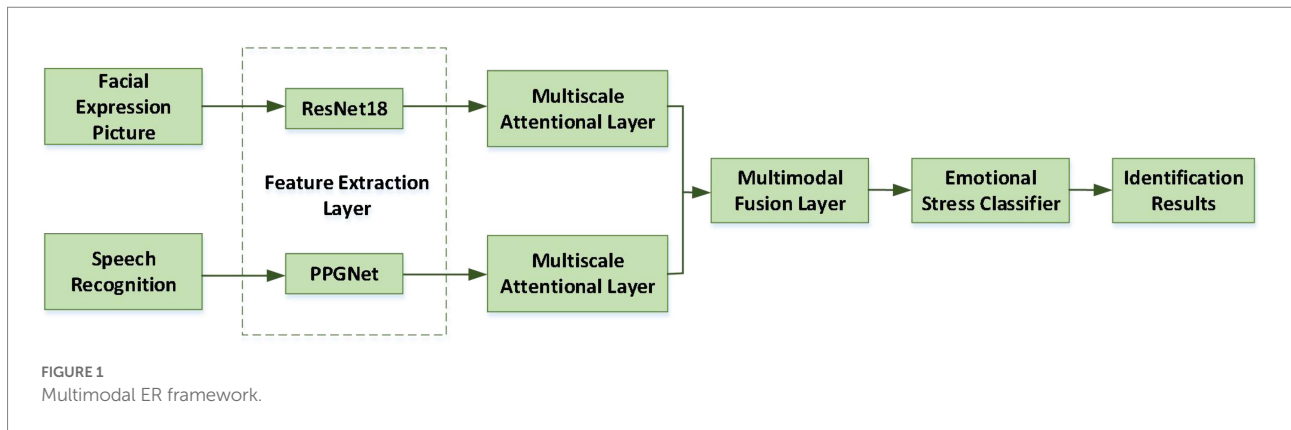 Facial
Expression
Picture
ResNet18
Multiscale
Attentional Layer
Feature Extraction
Layer
Speech
Recognition
PPGNet
Multiscale
Attentional Layer
Multimodal
Fusion Layer
Emotional
Stress Classifier
Identification
Results
FIGURE 1
Multimodal ER framework.